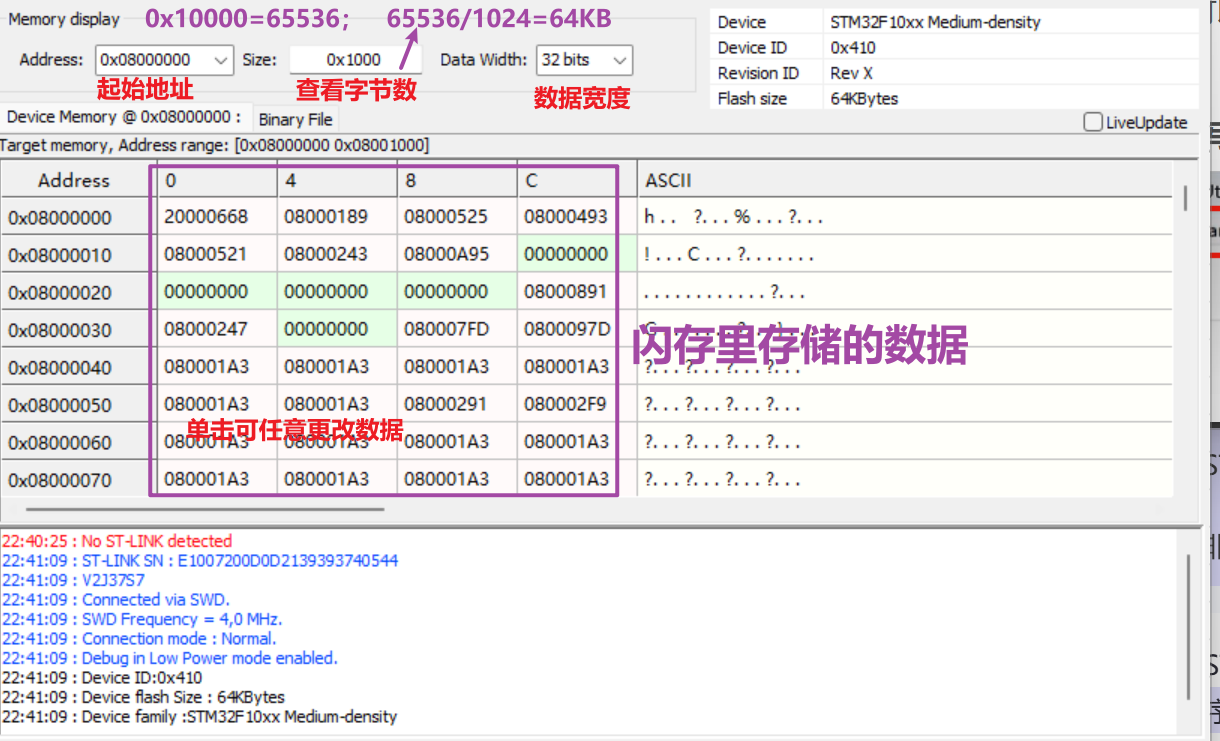 Memory display 0x10000=65536； 65536/1024=64KB
Address: 0x08000000 Size: 0x1000 Data Width: 32 bits
起始地址 查看字节数 数据宽度
Device STM32F10xx Medium-density
Device ID 0x410
Revision ID Rev X
Flash size 64KBytes
Device Memory @ 0x08000000 : Binary File
LiveUpdate
Target memory, Address range: [0x08000000 0x08001000]
Address 0 4 8 C ASCII
0x08000000 20000668 08000189 08000525 08000493 h.. ?...%...?...
0x08000010 08000521 08000243 08000A95 00000000 !...C...?.......
0x08000020 00000000 00000000 00000000 08000891 ............?...
0x08000030 08000247 00000000 080007FD 0800097D
闪存里存储的数据
0x08000040 080001A3 080001A3 080001A3 080001A3 ?...?...?...?...
0x08000050 080001A3 080001A3 08000291 080002F9 ?...?...?...?...
单击可任意更改数据
0x08000060 080001A3 080001A3 080001A3 080001A3 ?...?...?...?...
0x08000070 080001A3 080001A3 080001A3 080001A3 ?...?...?...?...
22:40:25 : No ST-LINK detected
22:41:09 : ST-LINK SN : E1007200D0D2139393740544
22:41:09 : V2J37S7
22:41:09 : Connected via SWD.
22:41:09 : SWD Frequency = 4,0 MHz.
22:41:09 : Connection mode : Normal.
22:41:09 : Debug in Low Power mode enabled.
22:41:09 : Device ID:0x410
22:41:09 : Device flash Size : 64KBytes
22:41:09 : Device family :STM32F10xx Medium-density